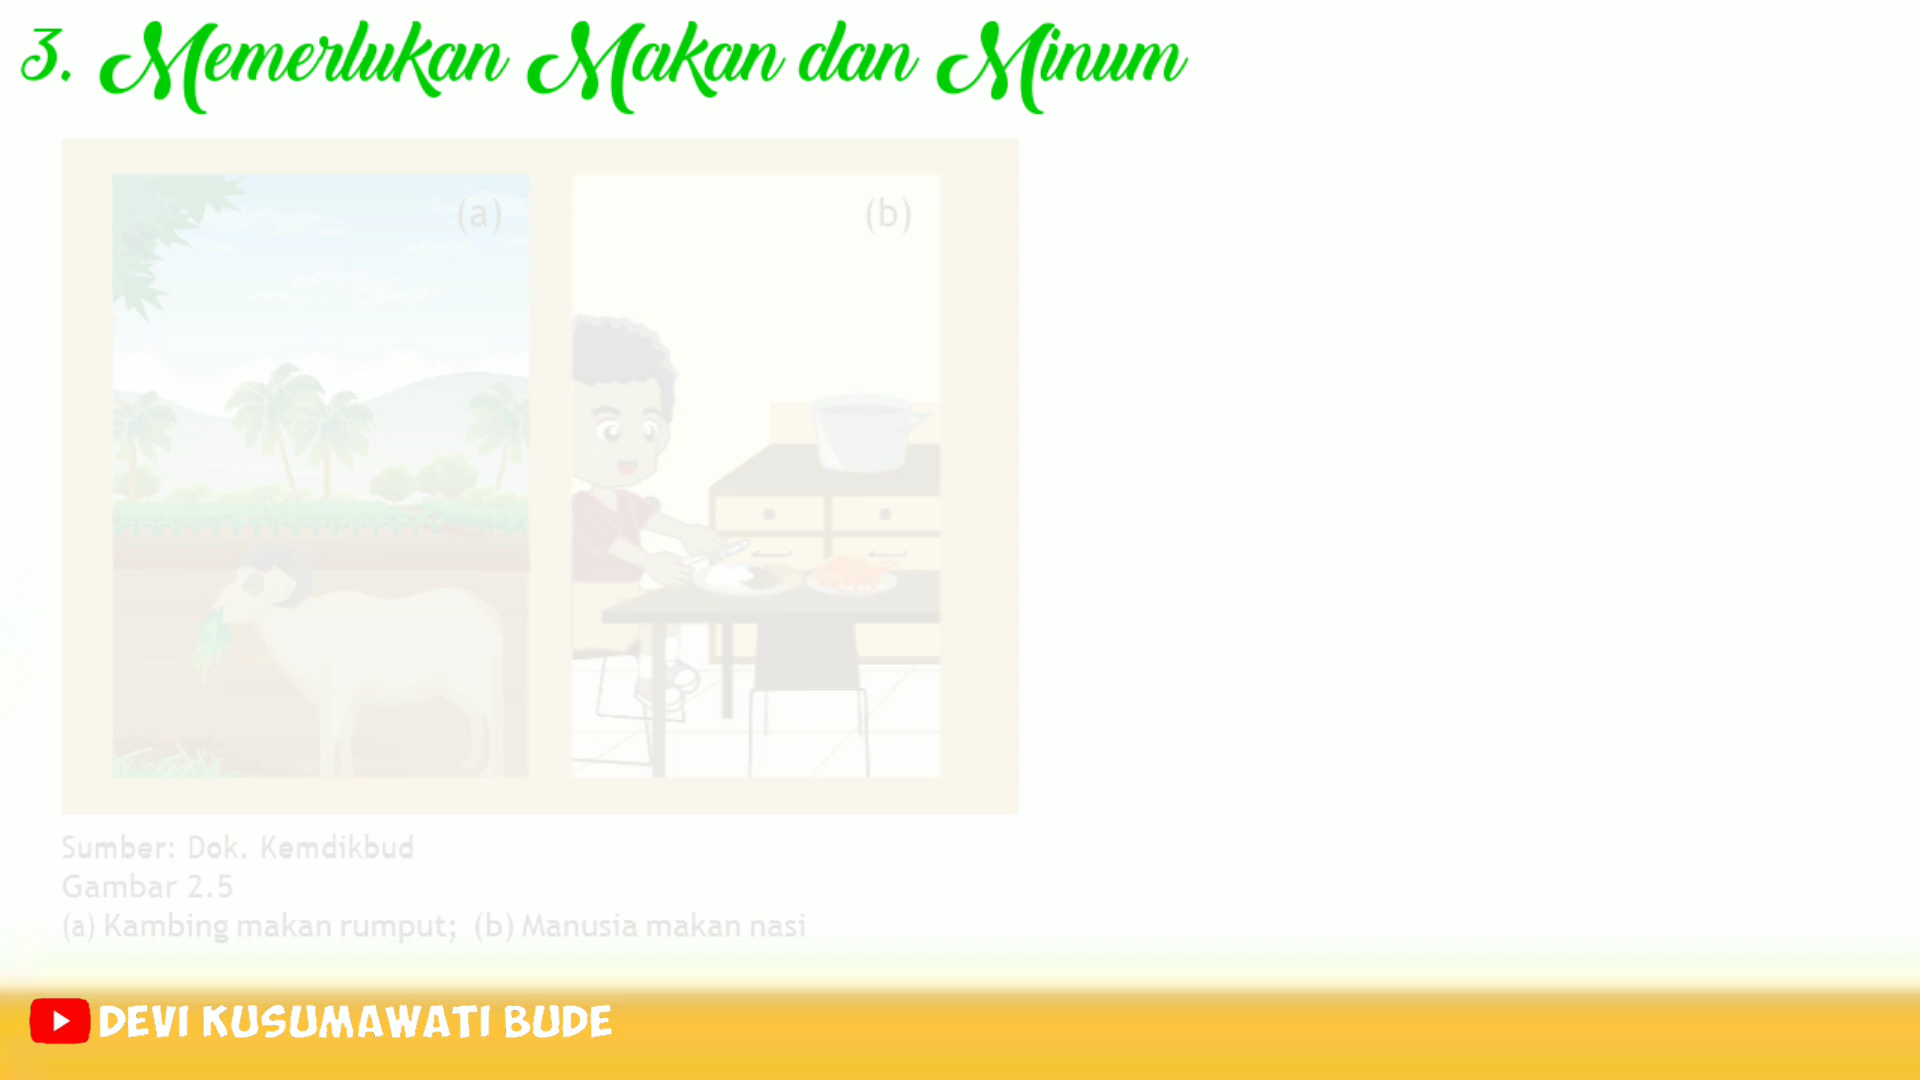 3. Memerlukan Makan dan Minum
(a)
(b)
Sumber: Dok. Kemdikbud
Gambar 2.5
(a) Kambing makan rumput; (b) Manusia makan nasi
DEVI KUSUMAWATI BUDE